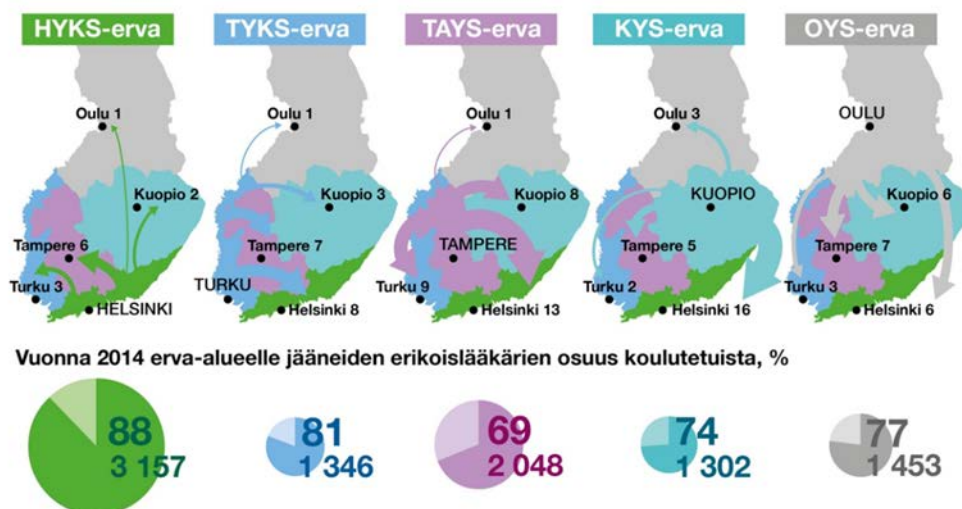 HYKS-erva TYKS-erva TAYS-erva KYS-erva OYS-erva
Oulu 1
Kuopio 2
Tampere 6
Turku 3
HELSINKI
Oulu 1
Kuopio 3
Tampere 7
TURKU
Helsinki 8
Oulu 1
Kuopio 8
TAMPERE
Turku 9
Helsinki 13
Oulu 3
KUOPIO
Tampere 5
Turku 2
Helsinki 16
OULU
Kuopio 6
Tampere 7
Turku 3
Helsinki 6
Vuonna 2014 erva-alueelle jääneiden erikoislääkärien osuus koulutetuista, %
88
3 157
81
1 346
69
2 048
74
1 302
77
1 453